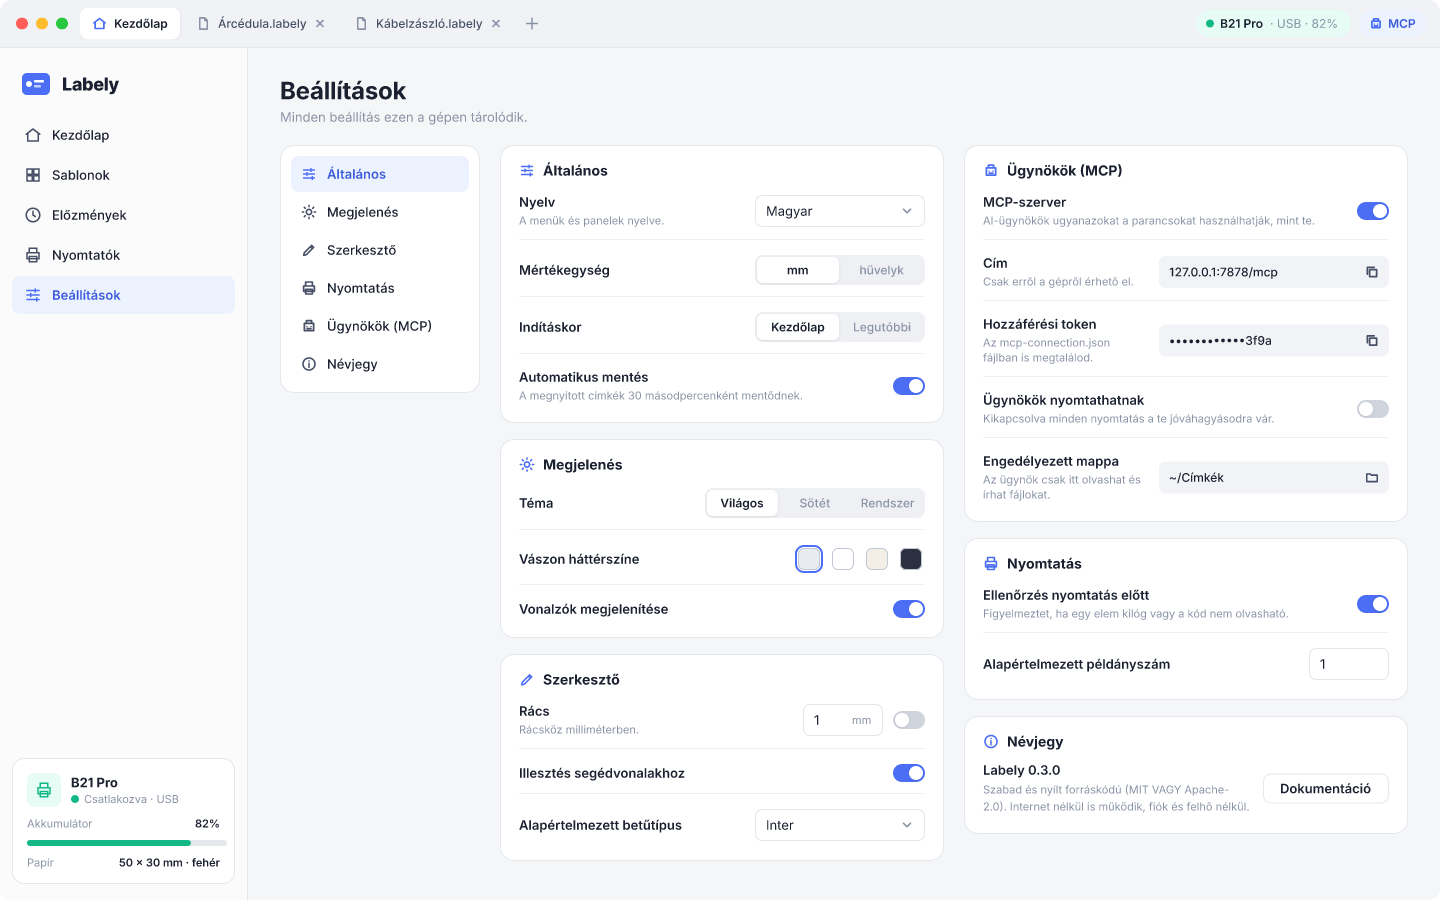 Kezdőlap
Árcédula.labely
Kábelzászló.labely
B21 Pro · USB · 82%
MCP
Labely
Kezdőlap
Sablonok
Előzmények
Nyomtatók
Beállítások
B21 Pro
Csatlakozva · USB
Akkumulátor 82%
Papír 50 × 30 mm · fehér
Beállítások
Minden beállítás ezen a gépen tárolódik.
Általános
Megjelenés
Szerkesztő
Nyomtatás
Ügynökök (MCP)
Névjegy
Általános
Nyelv
A menük és panelek nyelve.
Magyar
Mértékegység
mm hüvelyk
Indításkor
Kezdőlap Legutóbbi
Automatikus mentés
A megnyitott címkék 30 másodpercenként mentődnek.
Megjelenés
Téma
Világos Sötét Rendszer
Vászon háttérszíne
Vonalzók megjelenítése
Szerkesztő
Rács
Rácsköz milliméterben.
1 mm
Illesztés segédvonalakhoz
Alapértelmezett betűtípus
Inter
Ügynökök (MCP)
MCP-szerver
AI-ügynökök ugyanazokat a parancsokat használhatják, mint te.
Cím
Csak erről a gépről érhető el.
127.0.0.1:7878/mcp
Hozzáférési token
Az mcp-connection.json
fájlban is megtalálod.
••••••••••••3f9a
Ügynökök nyomtathatnak
Kikapcsolva minden nyomtatás a te jóváhagyásodra vár.
Engedélyezett mappa
Az ügynök csak itt olvashat és
írhat fájlokat.
~/Címkék
Nyomtatás
Ellenőrzés nyomtatás előtt
Figyelmeztet, ha egy elem kilóg vagy a kód nem olvasható.
Alapértelmezett példányszám
1
Névjegy
Labely 0.3.0
Szabad és nyílt forráskódú (MIT VAGY Apache-
2.0). Internet nélkül is működik, fiók és felhő nélkül.
Dokumentáció